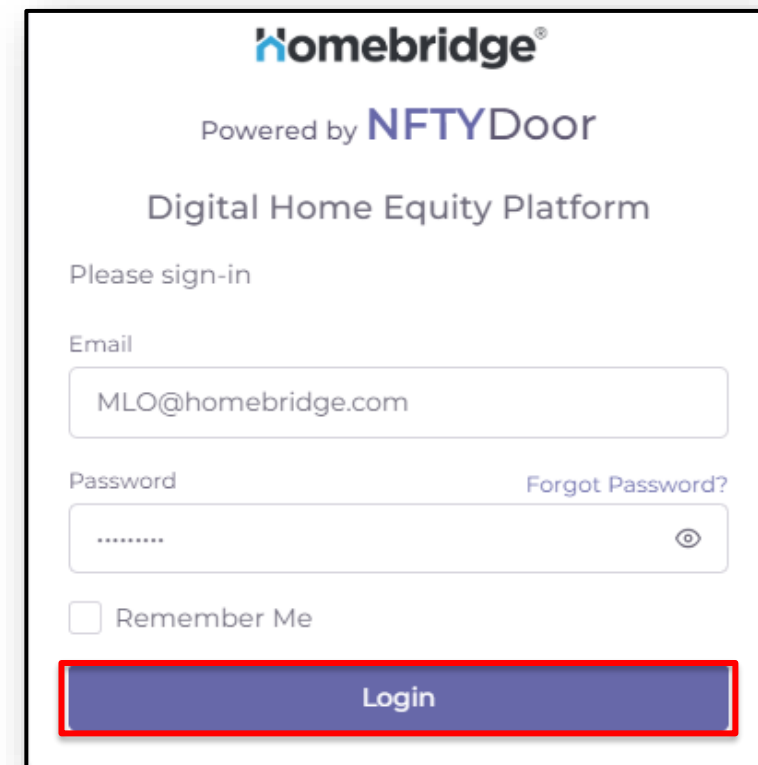 Homebridge®
Powered by NFTYDoor
Digital Home Equity Platform
Please sign-in
Email
MLO@homebridge.com
Password Forgot Password?
•••••••••
Remember Me
Login